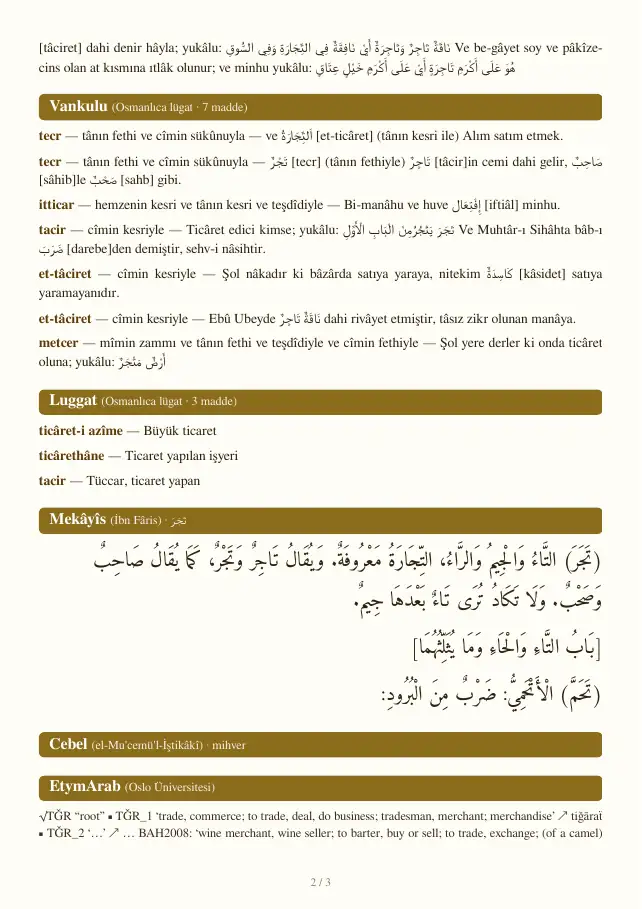 [tâciret] dahi denir hâyla; yukâlu: نَاقَةٌ تَاجِرٌ وَتَاجِرَةٌ أَيْ نَافِقَةٌ فِي التِّجَارَةِ وَفِي السُّوقِ Ve be-gâyet soy ve pâkîze-
cins olan at kısmına ıtlâk olunur; ve minhu yukâlu: هُوَ عَلَى أَكْرَمِ تَاجِرَةٍ أَيْ عَلَى أَكْرَمِ خَيْلٍ عِتَاقٍ
Vankulu (Osmanlıca lügat · 7 madde)
tecr — tânın fethi ve cîmin sükûnuyla — ve اَلتِّجَارَةُ [et-ticâret] (tânın kesri ile) Alım satım etmek.
tecr — tânın fethi ve cîmin sükûnuyla — تَجْرٌ [tecr] (tânın fethiyle) تَاجِرٌ [tâcir]in cemi dahi gelir, صَاحِبٌ
[sâhib]le صَحْبٌ [sahb] gibi.
itticar — hemzenin kesri ve tânın kesri ve teşdîdiyle — Bi-manâhu ve huve إِفْتِعَال [iftiâl] minhu.
tacir — cîmin kesriyle — Ticâret edici kimse; yukâlu: تَجَرَ يَتْجُرُمِنَ الْبَابِ الْأَوَّلِ Ve Muhtâr-ı Sihâhta bâb-ı
ضَرَبَ [darebe]den demiştir, sehv-i nâsihtir.
et-tâciret — cîmin kesriyle — Şol nâkadır ki bâzârda satıya yaraya, nitekim كَاسِدَةٌ [kâsidet] satıya
yaramayanıdır.
et-tâciret — cîmin kesriyle — Ebû Ubeyde نَاقَةٌ تَاجِرٌ dahi rivâyet etmiştir, tâsız zikr olunan manâya.
metcer — mîmin zammı ve tânın fethi ve teşdîdiyle ve cîmin fethiyle — Şol yere derler ki onda ticâret
oluna; yukâlu: أَرْضٌ مَتْجَرٌ
Luggat (Osmanlıca lügat · 3 madde)
ticâret-i azîme — Büyük ticaret
ticârethâne — Ticaret yapılan işyeri
tacir — Tüccar, ticaret yapan
Mekâyîs (İbn Fâris) · تَجَرَ
(تَجَرَ) التَّاءُ وَالْجِيمُ وَالرَّاءُ، التِّجَارَةُ مَعْرُوفَةٌ. وَيُقَالُ تَاجِرٌ وَتَجْرٌ، كَمَا يُقَالُ صَاحِبٌ
وَصَحْبٌ. وَلَا تَكَادُ تُرَى تَاءٌ بَعْدَهَا جِيمٌ.
[بَابُ التَّاءِ وَالْحَاءِ وَمَا يُثَلِّثُهُمَا]
(تَحَمَّ) الْأَتْحَمِيُّ: ضَرْبٌ مِنَ الْبُرُودِ:
Cebel (el-Mu'cemü'l-İştikâkî) · mihver
EtymArab (Oslo Üniversitesi)
√TǦR “root” ▪ TǦR_1 ‘trade, commerce; to trade, deal, do business; tradesman, merchant; merchandise’ ↗ tiǧāraẗ
▪ TǦR_2 ‘…’ ↗ … BAH2008: ‘wine merchant, wine seller; to barter, buy or sell; to trade, exchange; (of a camel)
2 / 3